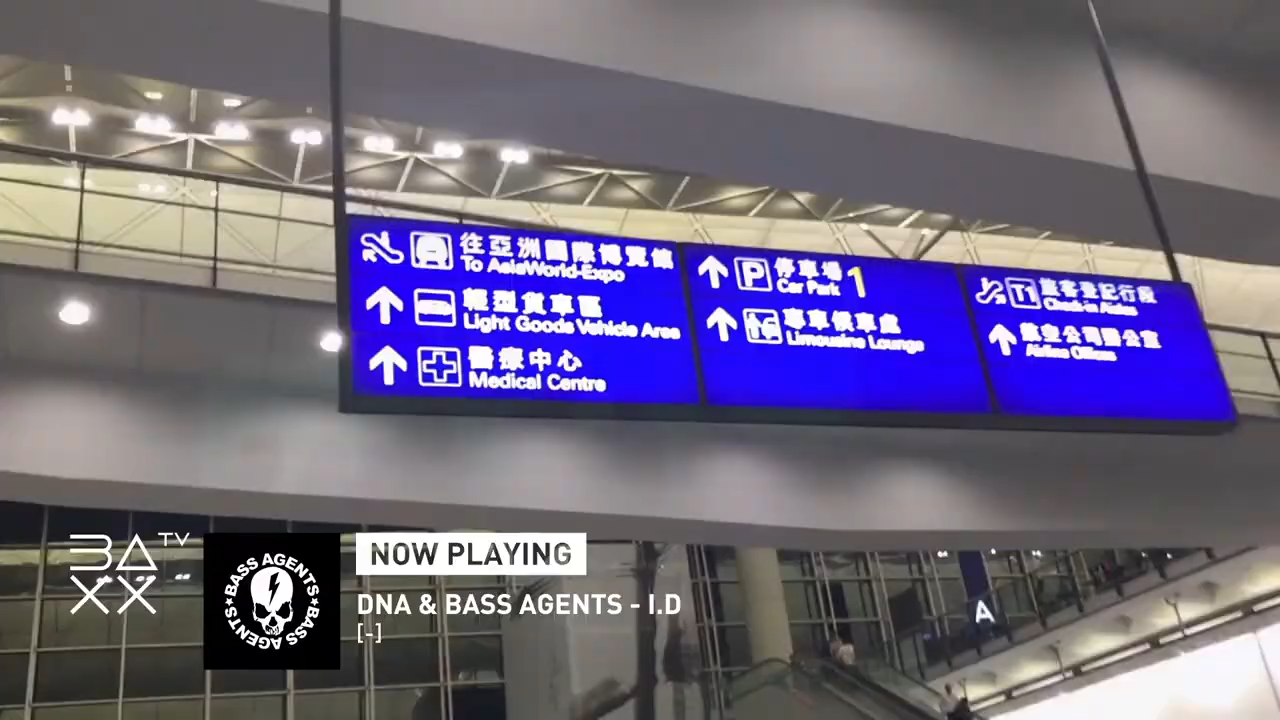 往亞洲國際博覽館
To AsiaWorld-Expo
輕型貨車區
Light Goods Vehicle Area
醫療中心
Medical Centre
P
停車場 1
Car Park
專車候車處
Limousine Lounge
T1
旅客登記行段
Check-in Aisles
航空公司辦公室
Airline Offices
A
BAXX TV
BASS AGENTS ★ BASS AGENTS ★
NOW PLAYING
DNA & BASS AGENTS - I.D
[-]